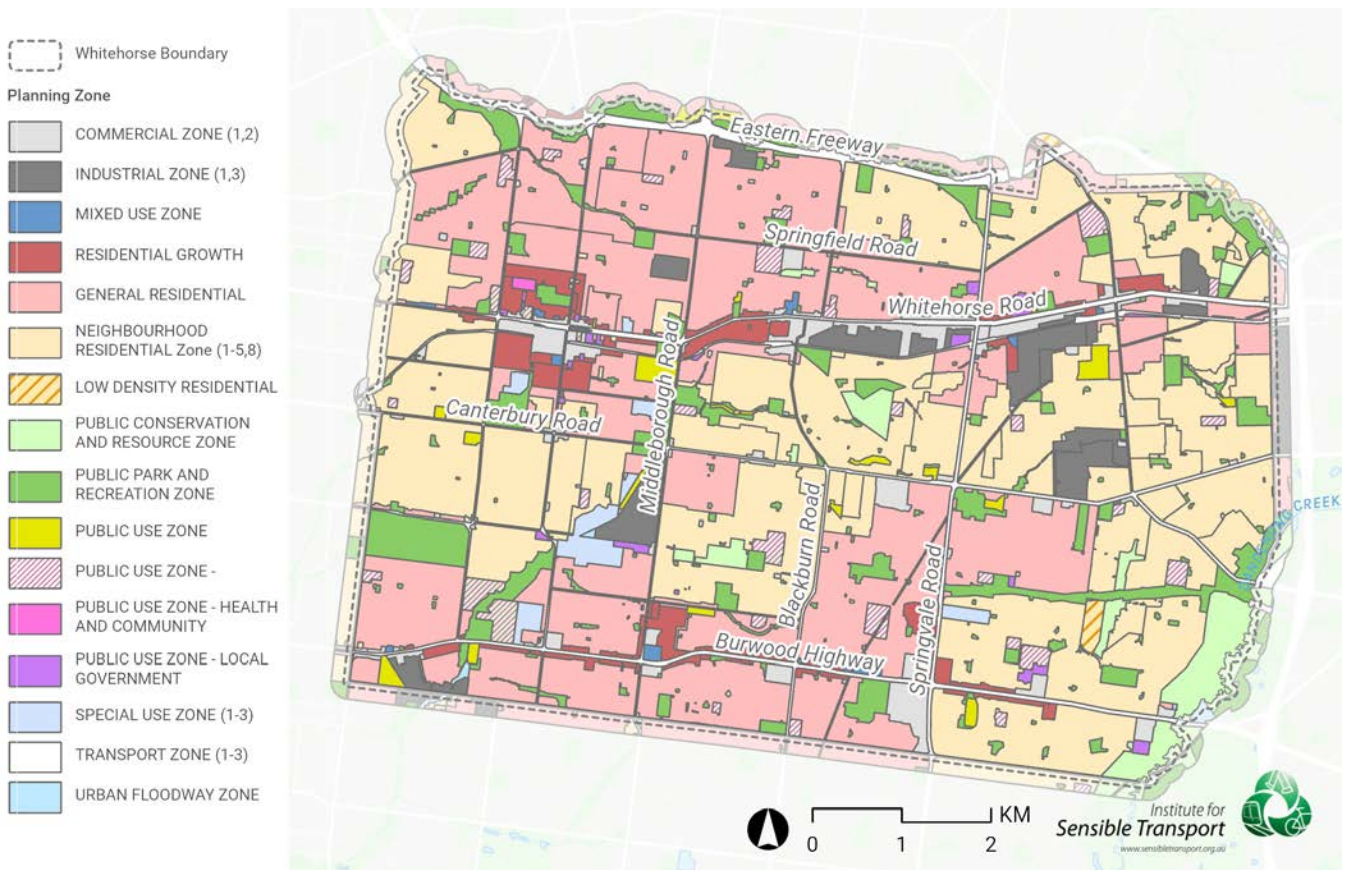 Whitehorse Boundary
Planning Zone
COMMERCIAL ZONE (1,2)
INDUSTRIAL ZONE (1,3)
MIXED USE ZONE
RESIDENTIAL GROWTH
GENERAL RESIDENTIAL
NEIGHBOURHOOD
RESIDENTIAL Zone (1-5,8)
LOW DENSITY RESIDENTIAL
PUBLIC CONSERVATION
AND RESOURCE ZONE
PUBLIC PARK AND
RECREATION ZONE
PUBLIC USE ZONE
PUBLIC USE ZONE -
PUBLIC USE ZONE - HEALTH
AND COMMUNITY
PUBLIC USE ZONE - LOCAL
GOVERNMENT
SPECIAL USE ZONE (1-3)
TRANSPORT ZONE (1-3)
URBAN FLOODWAY ZONE
Eastern Freeway
Springfield Road
Whitehorse Road
Middleborough Road
Canterbury Road
Blackburn Road
Springvale Road
Burwood Highway
CREEK
KM
0 1 2
Institute for
Sensible Transport
www.sensibletransport.org.au